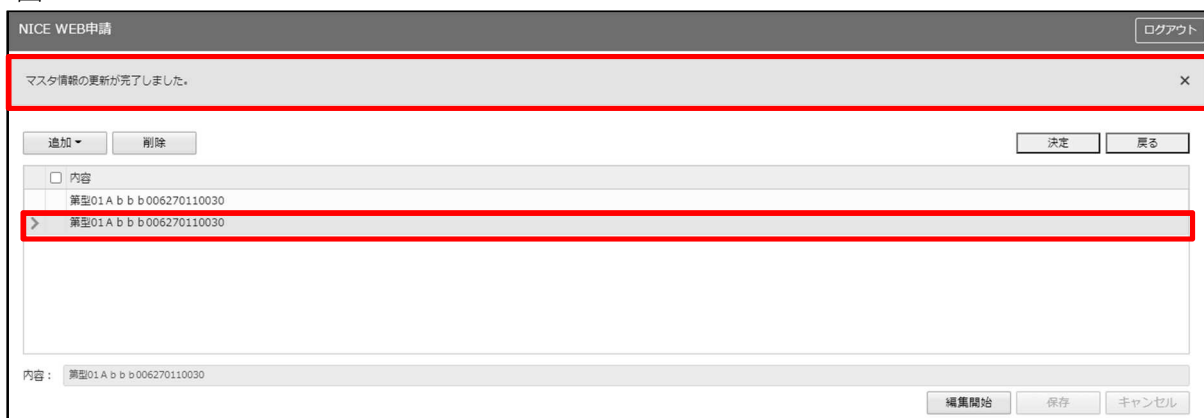 NICE WEB申請
ログアウト
マスタ情報の更新が完了しました。
×
追加
削除
決定
戻る
内容
第型01Ａｂｂｂ006270110030
第型01Ａｂｂｂ006270110030
内容： 第型01Ａｂｂｂ006270110030
編集開始
保存
キャンセル